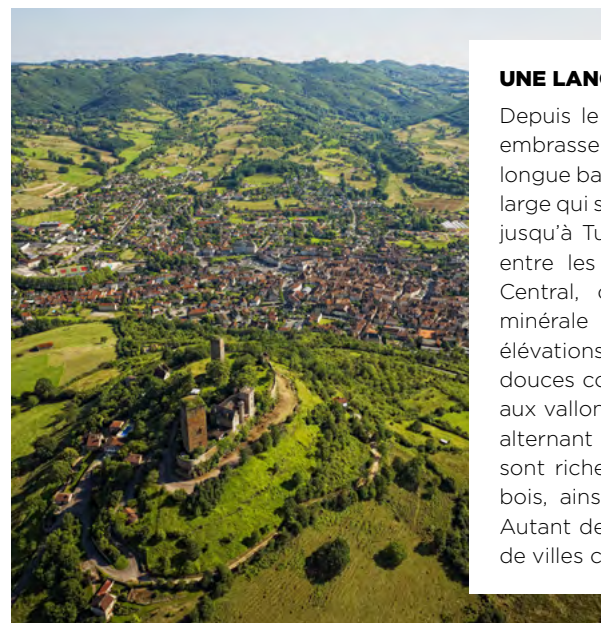 UNE LANG
Depuis le
embrasse
longue ba
large qui s
jusqu’à Tu
entre les
Central,
minérale
élévations
douces co
aux vallon
alternant
sont riche
bois, ains
Autant de
de villes c